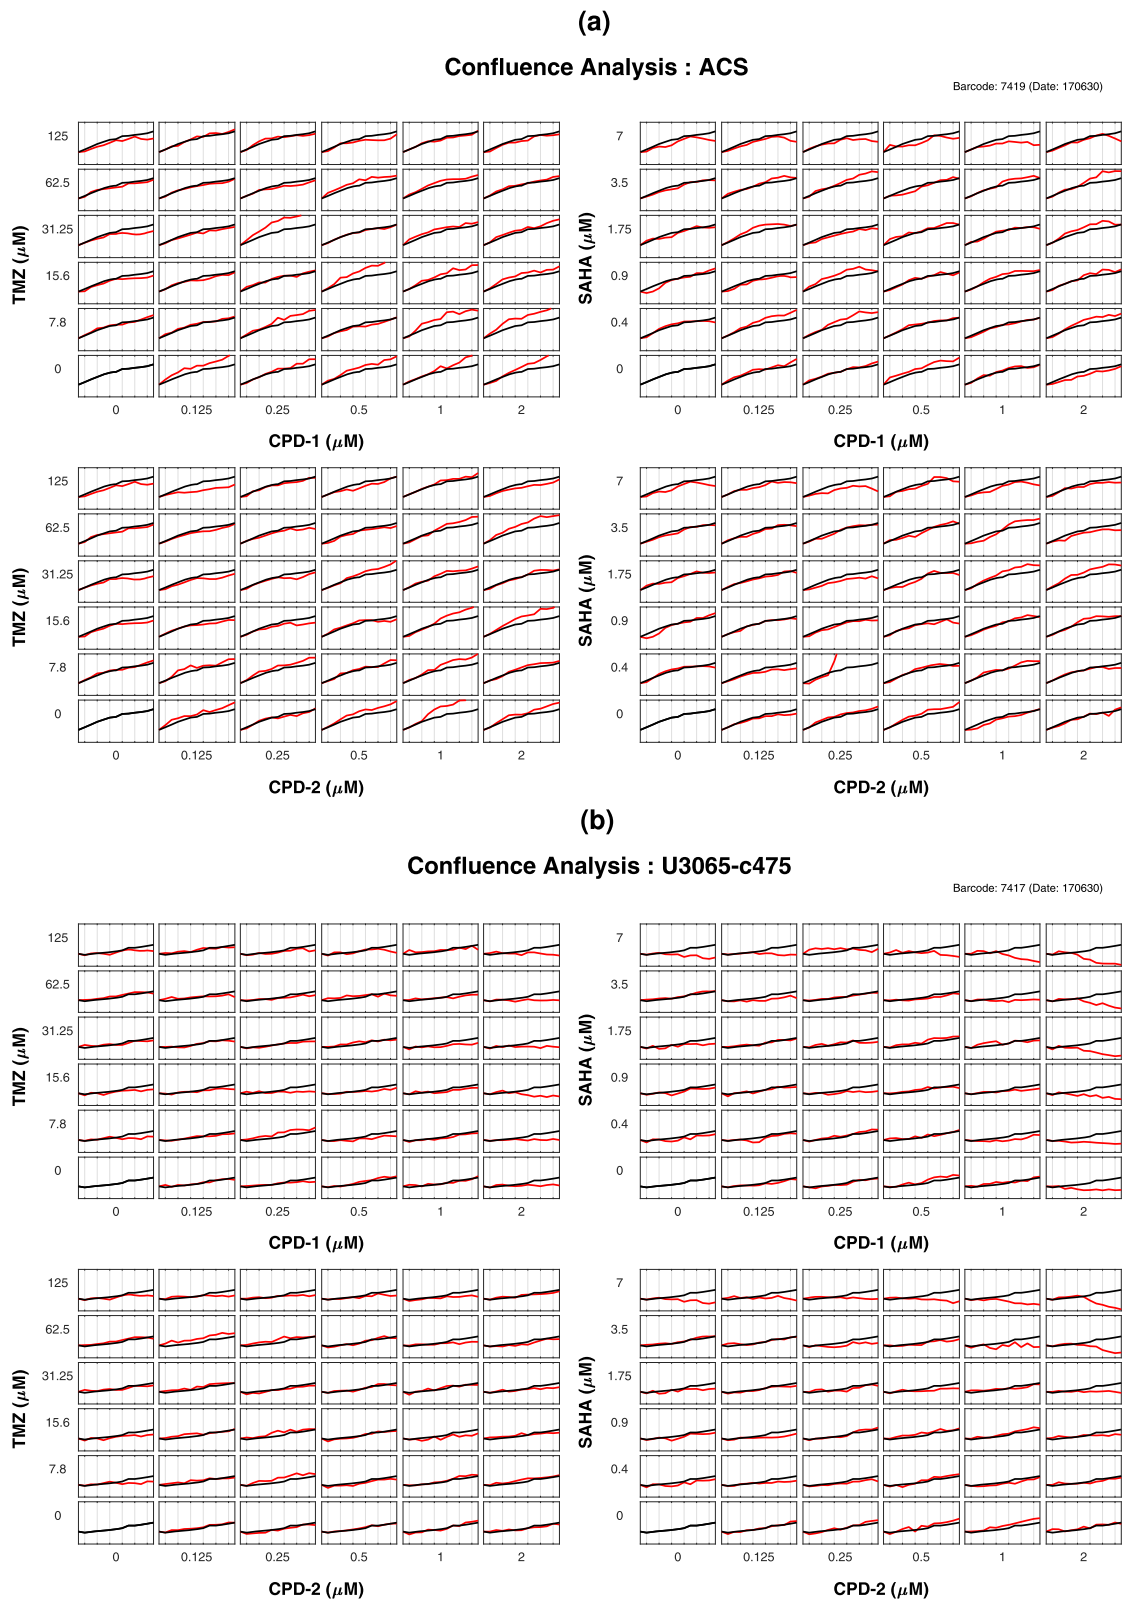 (a)
Confluence Analysis : ACS
Barcode: 7419 (Date: 170630)
TMZ (μM)
125
62.5
31.25
15.6
7.8
0
0 0.125 0.25 0.5 1 2
CPD-1 (μM)
SAHA (μM)
7
3.5
1.75
0.9
0.4
0
0 0.125 0.25 0.5 1 2
CPD-1 (μM)
TMZ (μM)
125
62.5
31.25
15.6
7.8
0
0 0.125 0.25 0.5 1 2
CPD-2 (μM)
SAHA (μM)
7
3.5
1.75
0.9
0.4
0
0 0.125 0.25 0.5 1 2
CPD-2 (μM)
(b)
Confluence Analysis : U3065-c475
Barcode: 7417 (Date: 170630)
TMZ (μM)
125
62.5
31.25
15.6
7.8
0
0 0.125 0.25 0.5 1 2
CPD-1 (μM)
SAHA (μM)
7
3.5
1.75
0.9
0.4
0
0 0.125 0.25 0.5 1 2
CPD-1 (μM)
TMZ (μM)
125
62.5
31.25
15.6
7.8
0
0 0.125 0.25 0.5 1 2
CPD-2 (μM)
SAHA (μM)
7
3.5
1.75
0.9
0.4
0
0 0.125 0.25 0.5 1 2
CPD-2 (μM)